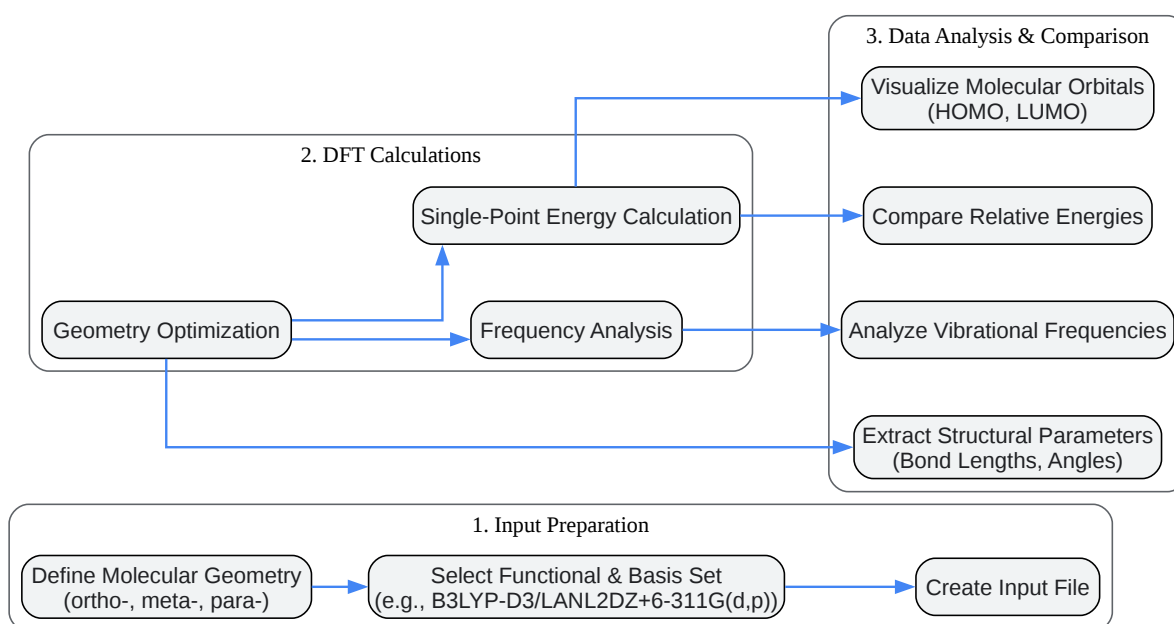 3. Data Analysis & Comparison
Visualize Molecular Orbitals
(HOMO, LUMO)
2. DFT Calculations
Single-Point Energy Calculation
Compare Relative Energies
Geometry Optimization
Frequency Analysis
Analyze Vibrational Frequencies
Extract Structural Parameters
(Bond Lengths, Angles)
1. Input Preparation
Define Molecular Geometry
(ortho-, meta-, para-)
Select Functional & Basis Set
(e.g., B3LYP-D3/LANL2DZ+6-311G(d,p))
Create Input File